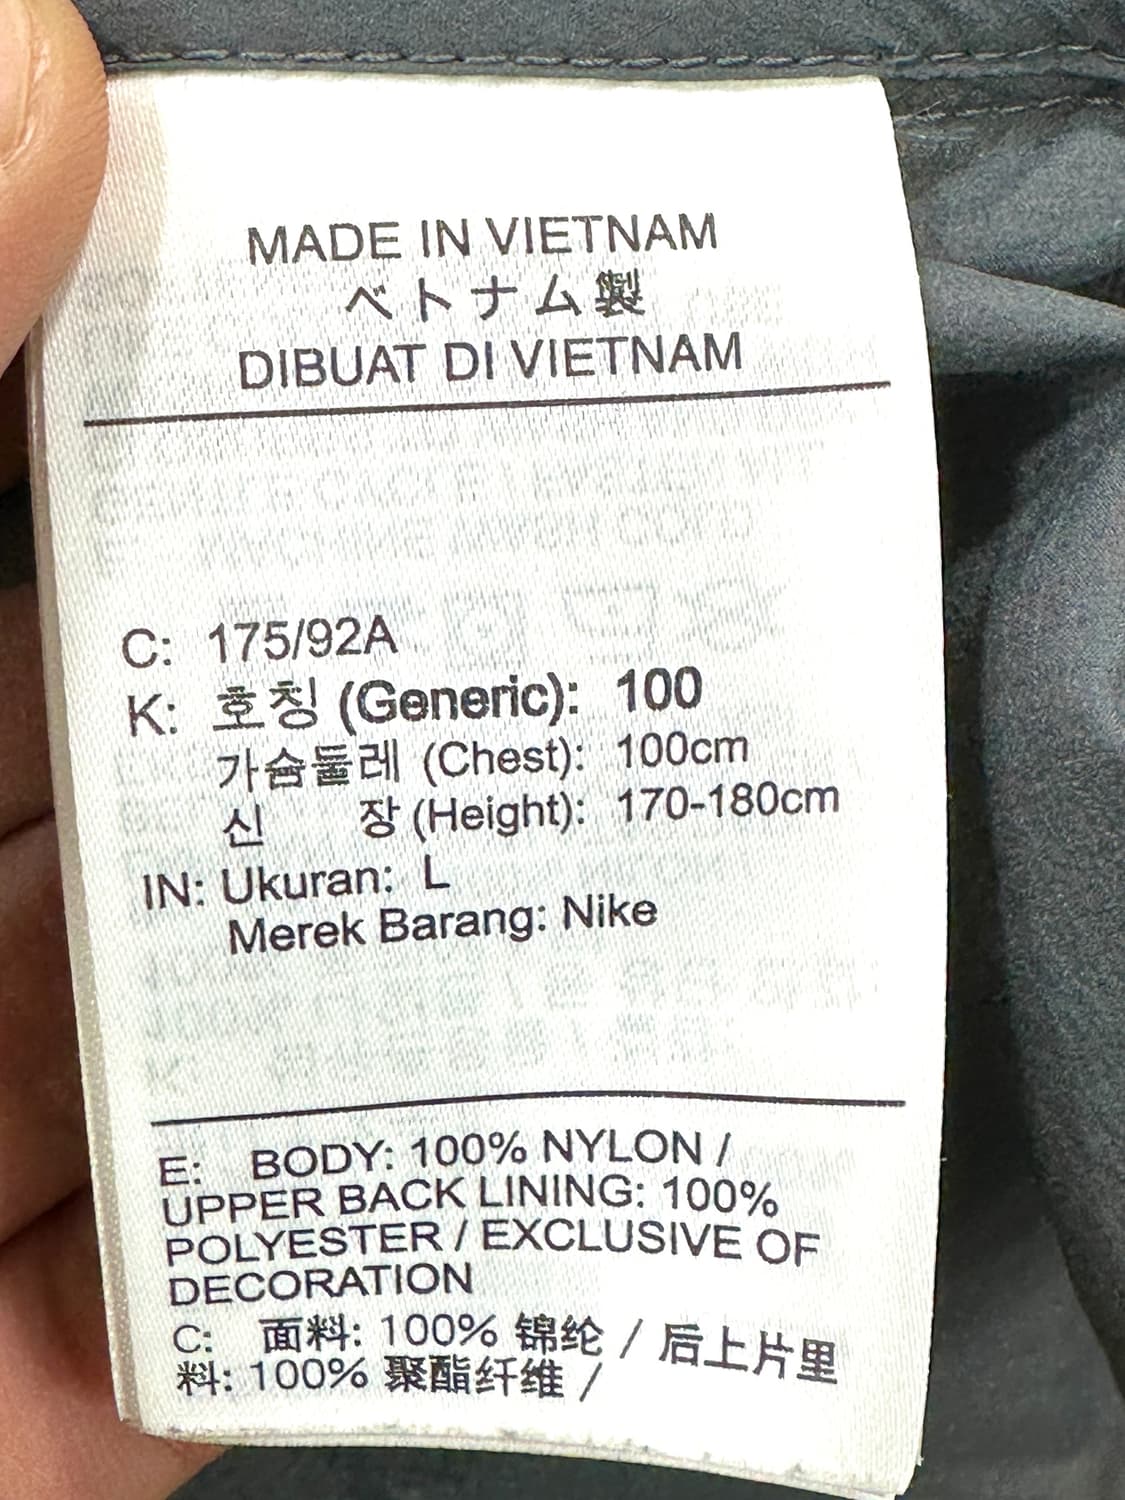 MADE IN VIETNAM
ベトナム製
DIBUAT DI VIETNAM
C: 175/92A
K: 호칭 (Generic): 100
가슴둘레 (Chest): 100cm
신 장 (Height): 170-180cm
IN: Ukuran: L
Merek Barang: Nike
E: BODY: 100% NYLON /
UPPER BACK LINING: 100%
POLYESTER / EXCLUSIVE OF
DECORATION
C: 面料: 100% 锦纶 / 后上片里
料: 100% 聚酯纤维 /